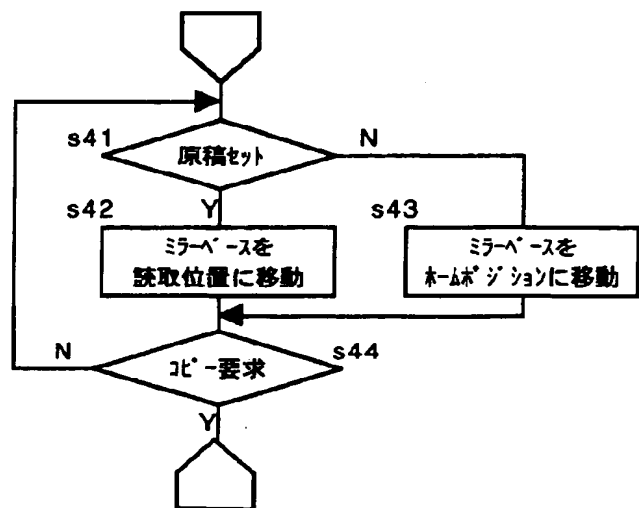 s41
原稿ｾｯﾄ
N
s42
Y
s43
ﾐﾗｰﾍﾞｰｽを
読取位置に移動
ﾐﾗｰﾍﾞｰｽを
ﾎｰﾑﾎﾟｼﾞｼｮﾝに移動
N
ｺﾋﾟｰ要求
s44
Y